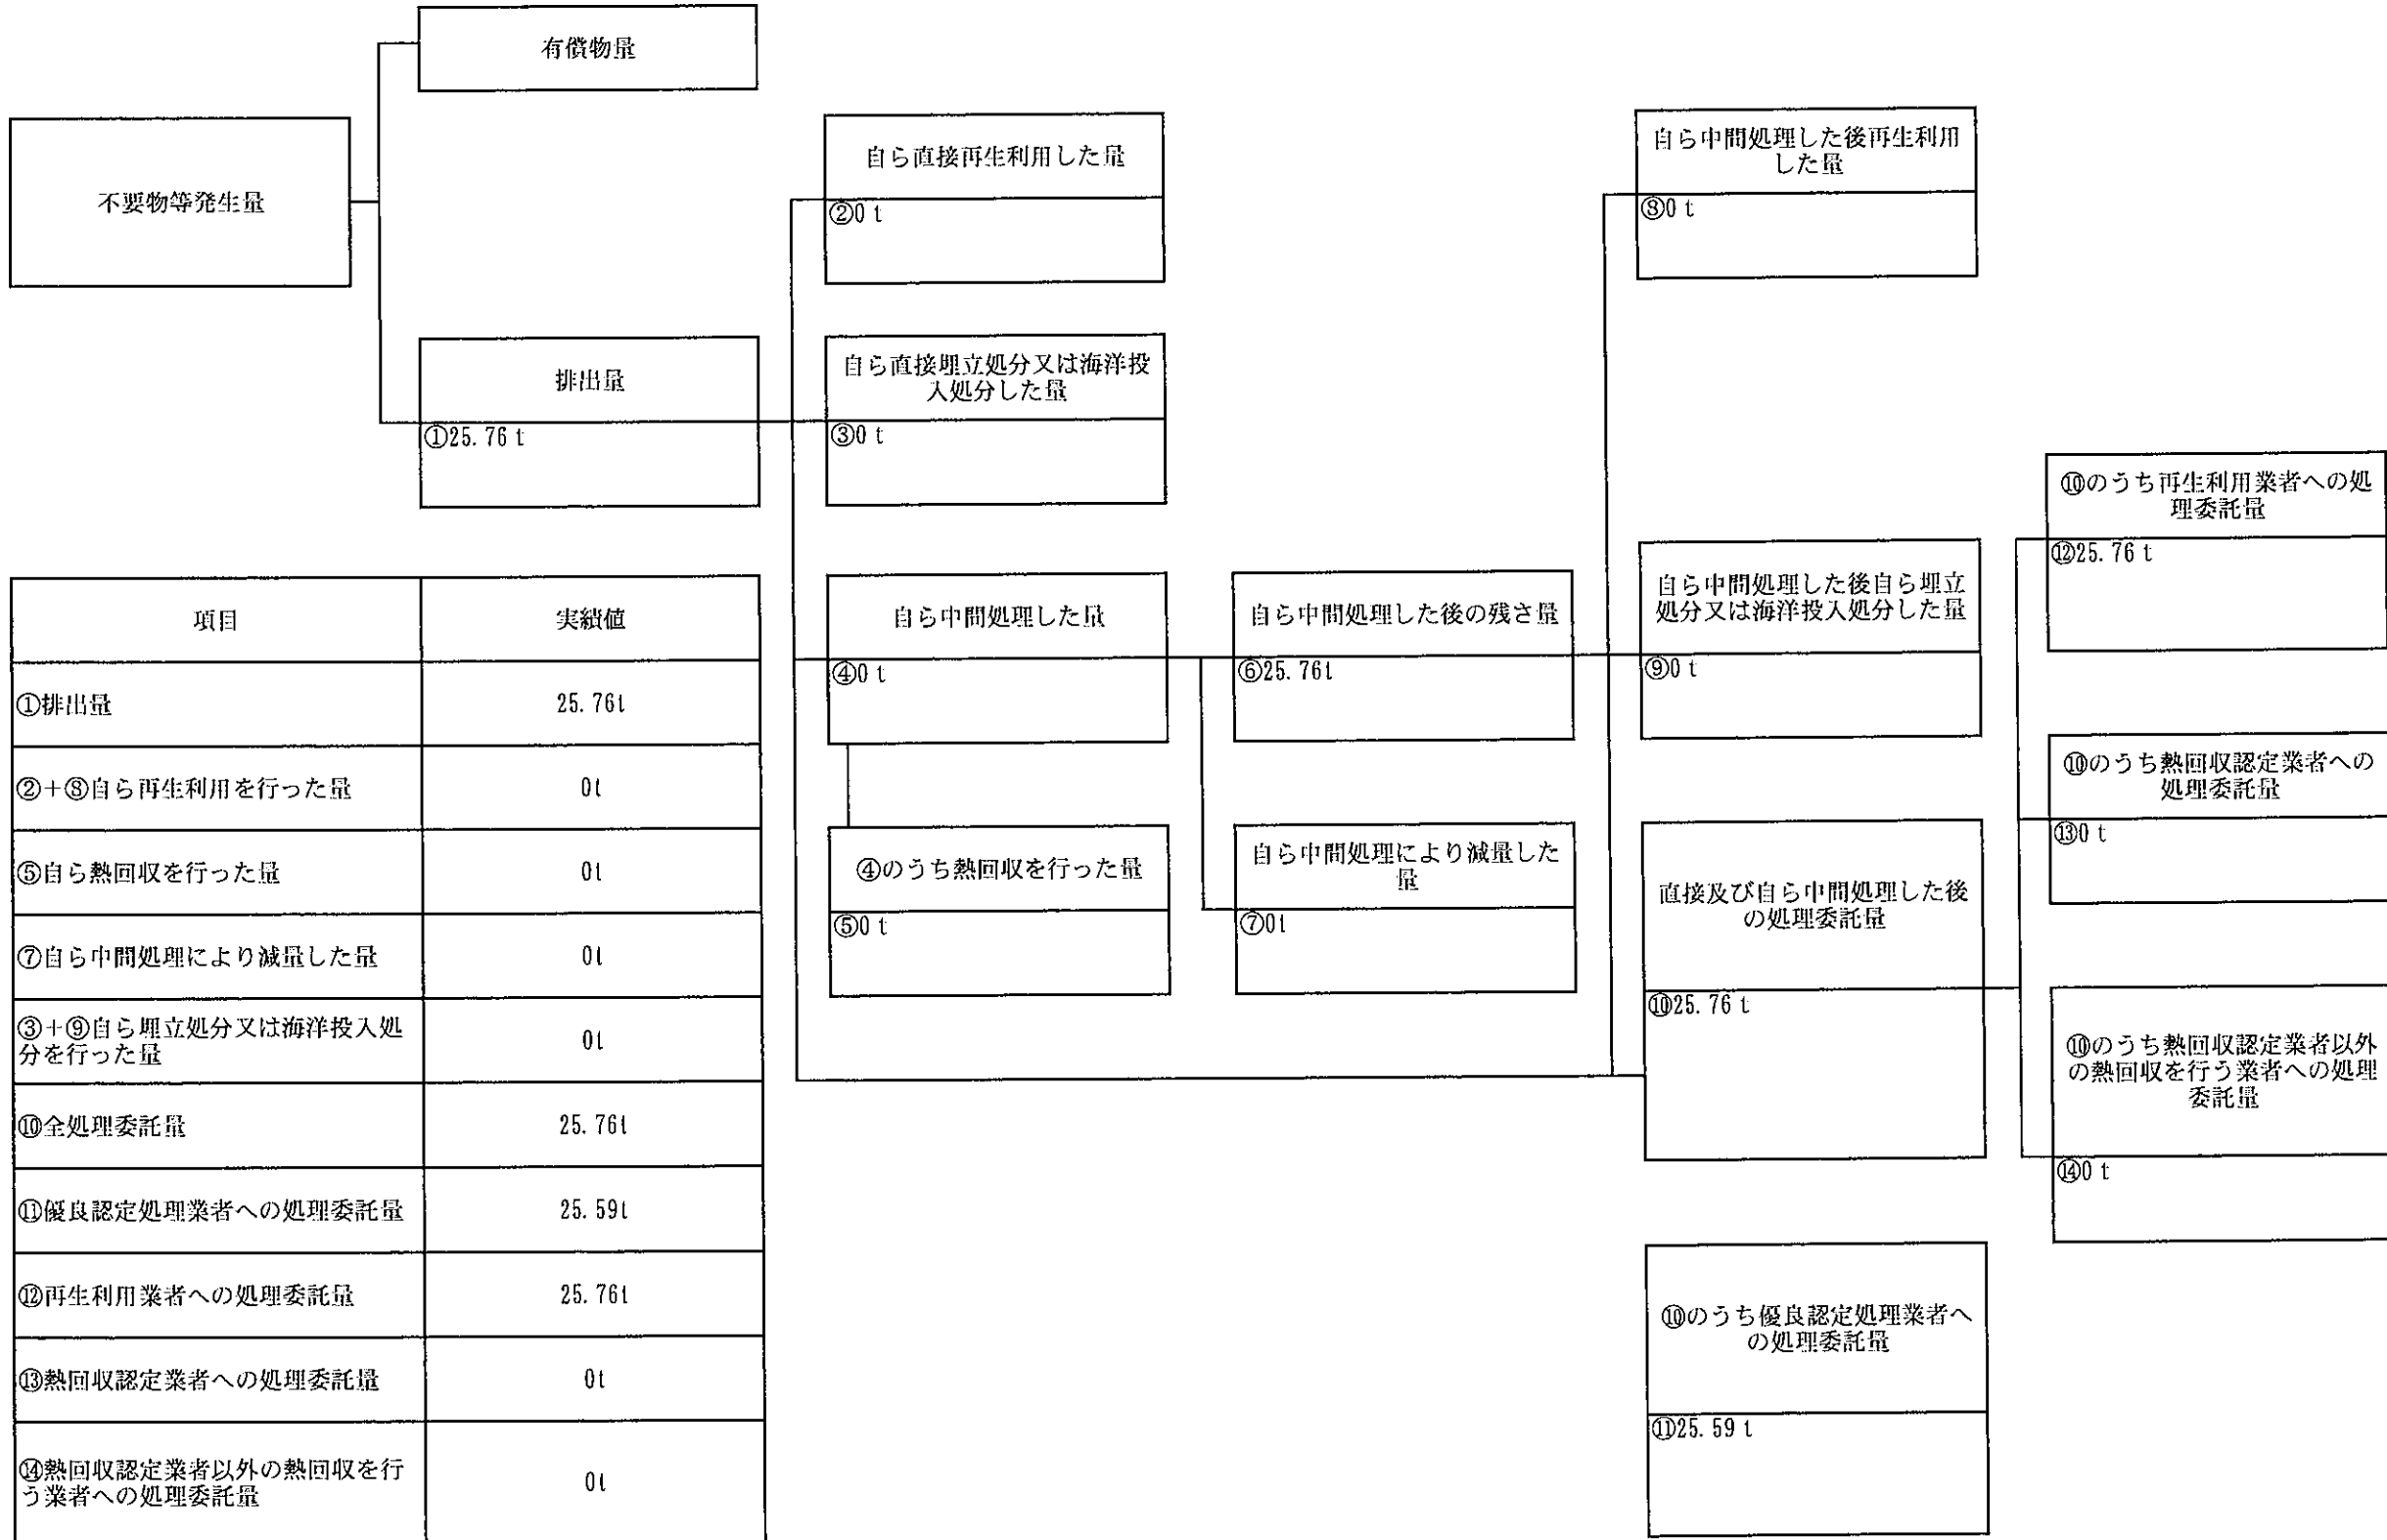 有償物量
不要物等発生量
排出量
①25.76 t
自ら直接再生利用した量
②0 t
自ら直接埋立処分又は海洋投
入処分した量
③0 t
自ら中間処理した量
④0 t
④のうち熱回収を行った量
⑤0 t
自ら中間処理した後の残さ量
⑥25.76t
自ら中間処理により減量した
量
⑦0t
自ら中間処理した後再生利用
した量
⑧0 t
自ら中間処理した後自ら埋立
処分又は海洋投入処分した量
⑨0 t
直接及び自ら中間処理した後
の処理委託量
⑩25.76 t
⑩のうち優良認定処理業者へ
の処理委託量
⑪25.59 t
⑩のうち再生利用業者への処
理委託量
⑫25.76 t
⑩のうち熱回収認定業者への
処理委託量
⑬0 t
⑩のうち熱回収認定業者以外
の熱回収を行う業者への処理
委託量
⑭0 t
項目 実績値
①排出量 25.76t
②+⑧自ら再生利用を行った量 0t
⑤自ら熱回収を行った量 0t
⑦自ら中間処理により減量した量 0t
③+⑨自ら埋立処分又は海洋投入処
分を行った量 0t
⑩全処理委託量 25.76t
⑪優良認定処理業者への処理委託量 25.59t
⑫再生利用業者への処理委託量 25.76t
⑬熱回収認定業者への処理委託量 0t
⑭熱回収認定業者以外の熱回収を行
う業者への処理委託量 0t